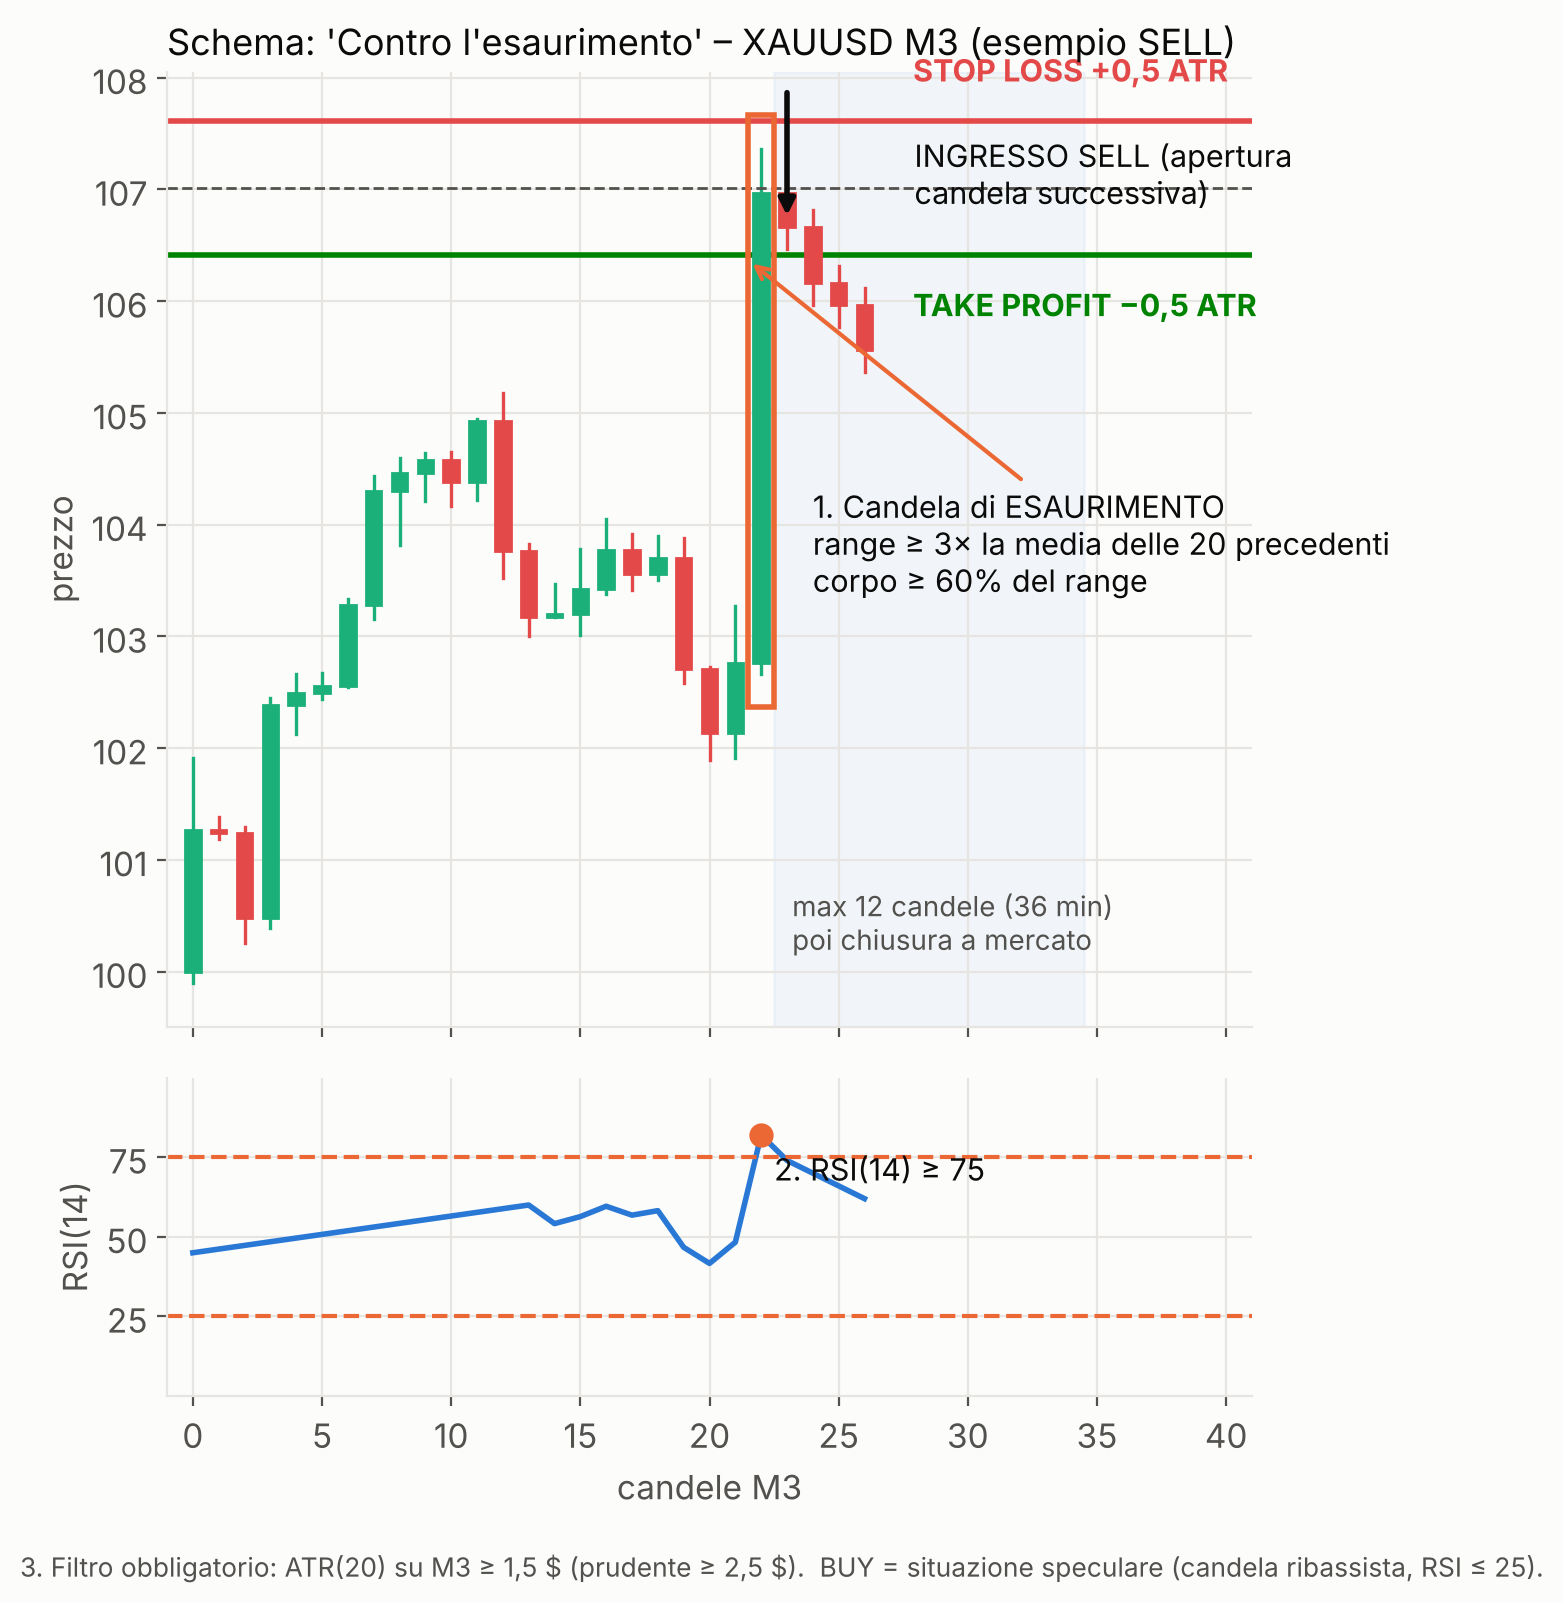 Schema: 'Contro l'esaurimento' – XAUUSD M3 (esempio SELL)
STOP LOSS +0,5 ATR
INGRESSO SELL (apertura
candela successiva)
TAKE PROFIT −0,5 ATR
1. Candela di ESAURIMENTO
range ≥ 3× la media delle 20 precedenti
corpo ≥ 60% del range
max 12 candele (36 min)
poi chiusura a mercato
prezzo
108
107
106
105
104
103
102
101
100
2. RSI(14) ≥ 75
RSI(14)
75
50
25
0 5 10 15 20 25 30 35 40
candele M3
3. Filtro obbligatorio: ATR(20) su M3 ≥ 1,5 $ (prudente ≥ 2,5 $). BUY = situazione speculare (candela ribassista, RSI ≤ 25).